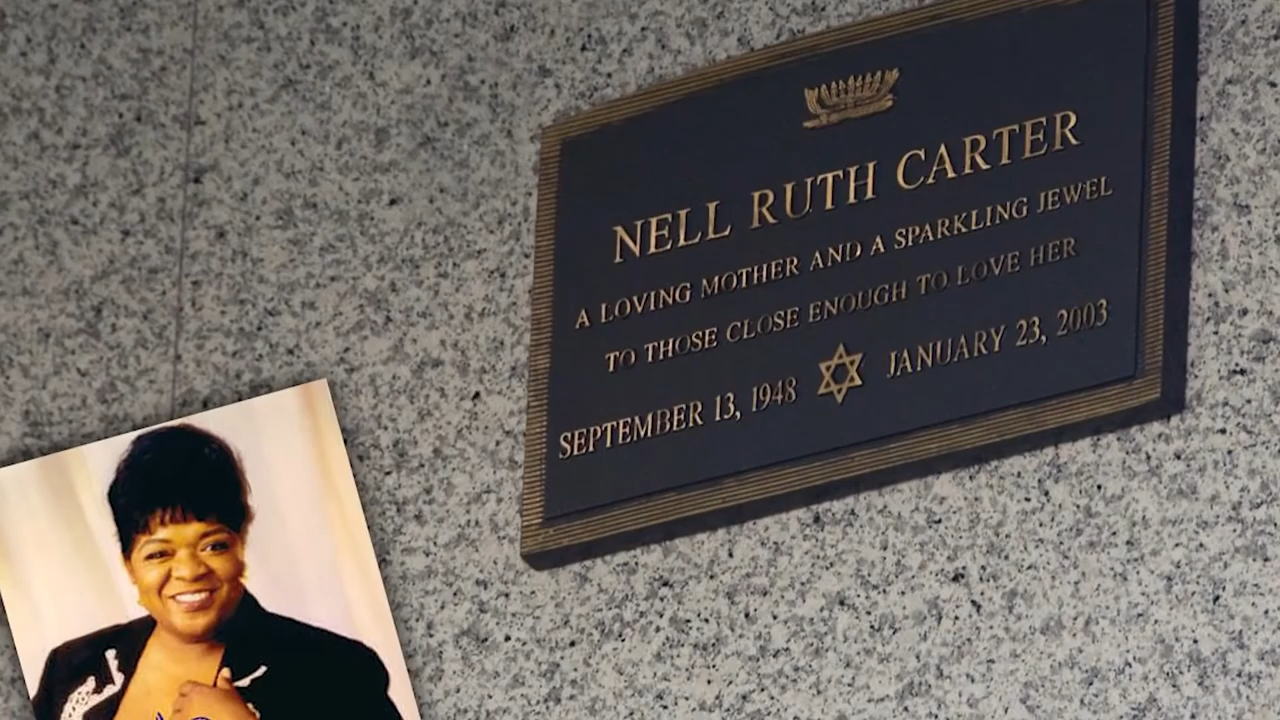 NELL RUTH CARTER
A LOVING MOTHER AND A SPARKLING JEWEL
TO THOSE CLOSE ENOUGH TO LOVE HER
SEPTEMBER 13, 1948 JANUARY 23, 2003